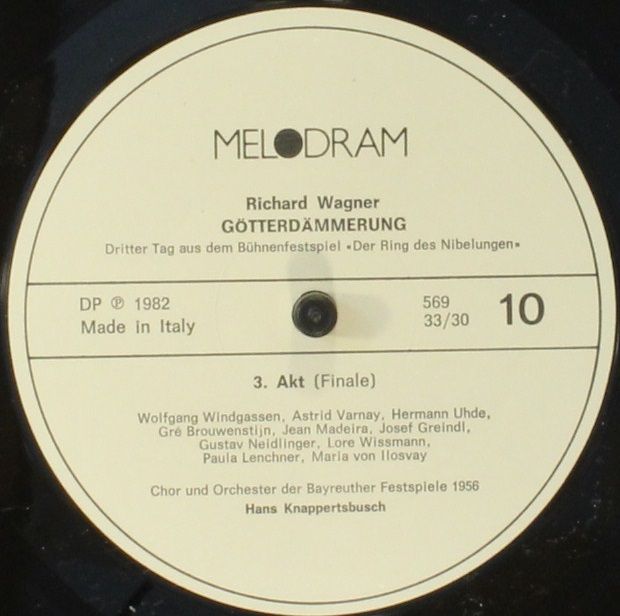 MELODRAM
Richard Wagner
GÖTTERDÄMMERUNG
Dritter Tag aus dem Bühnenfestspiel «Der Ring des Nibelungen»
DP ℗ 1982
Made in Italy
569
33/30
10
3. Akt (Finale)
Wolfgang Windgassen, Astrid Varnay, Hermann Uhde,
Gré Brouwenstijn, Jean Madeira, Josef Greindl,
Gustav Neidlinger, Lore Wissmann,
Paula Lenchner, Maria von Ilosvay
Chor und Orchester der Bayreuther Festspiele 1956
Hans Knappertsbusch